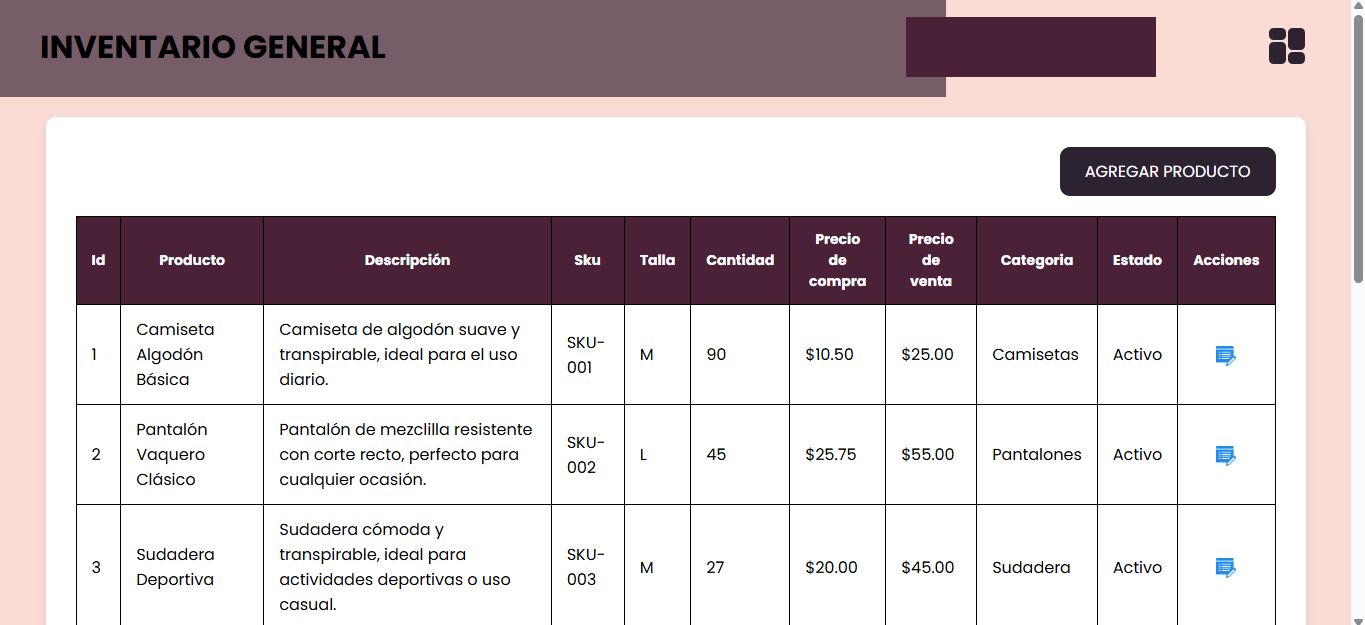 INVENTARIO GENERAL
AGREGAR PRODUCTO
Id Producto Descripción Sku Talla Cantidad Precio de compra Precio de venta Categoria Estado Acciones
1 Camiseta Algodón Básica Camiseta de algodón suave y transpirable, ideal para el uso diario. SKU-001 M 90 $10.50 $25.00 Camisetas Activo
2 Pantalón Vaquero Clásico Pantalón de mezclilla resistente con corte recto, perfecto para cualquier ocasión. SKU-002 L 45 $25.75 $55.00 Pantalones Activo
3 Sudadera Deportiva Sudadera cómoda y transpirable, ideal para actividades deportivas o uso casual. SKU-003 M 27 $20.00 $45.00 Sudadera Activo